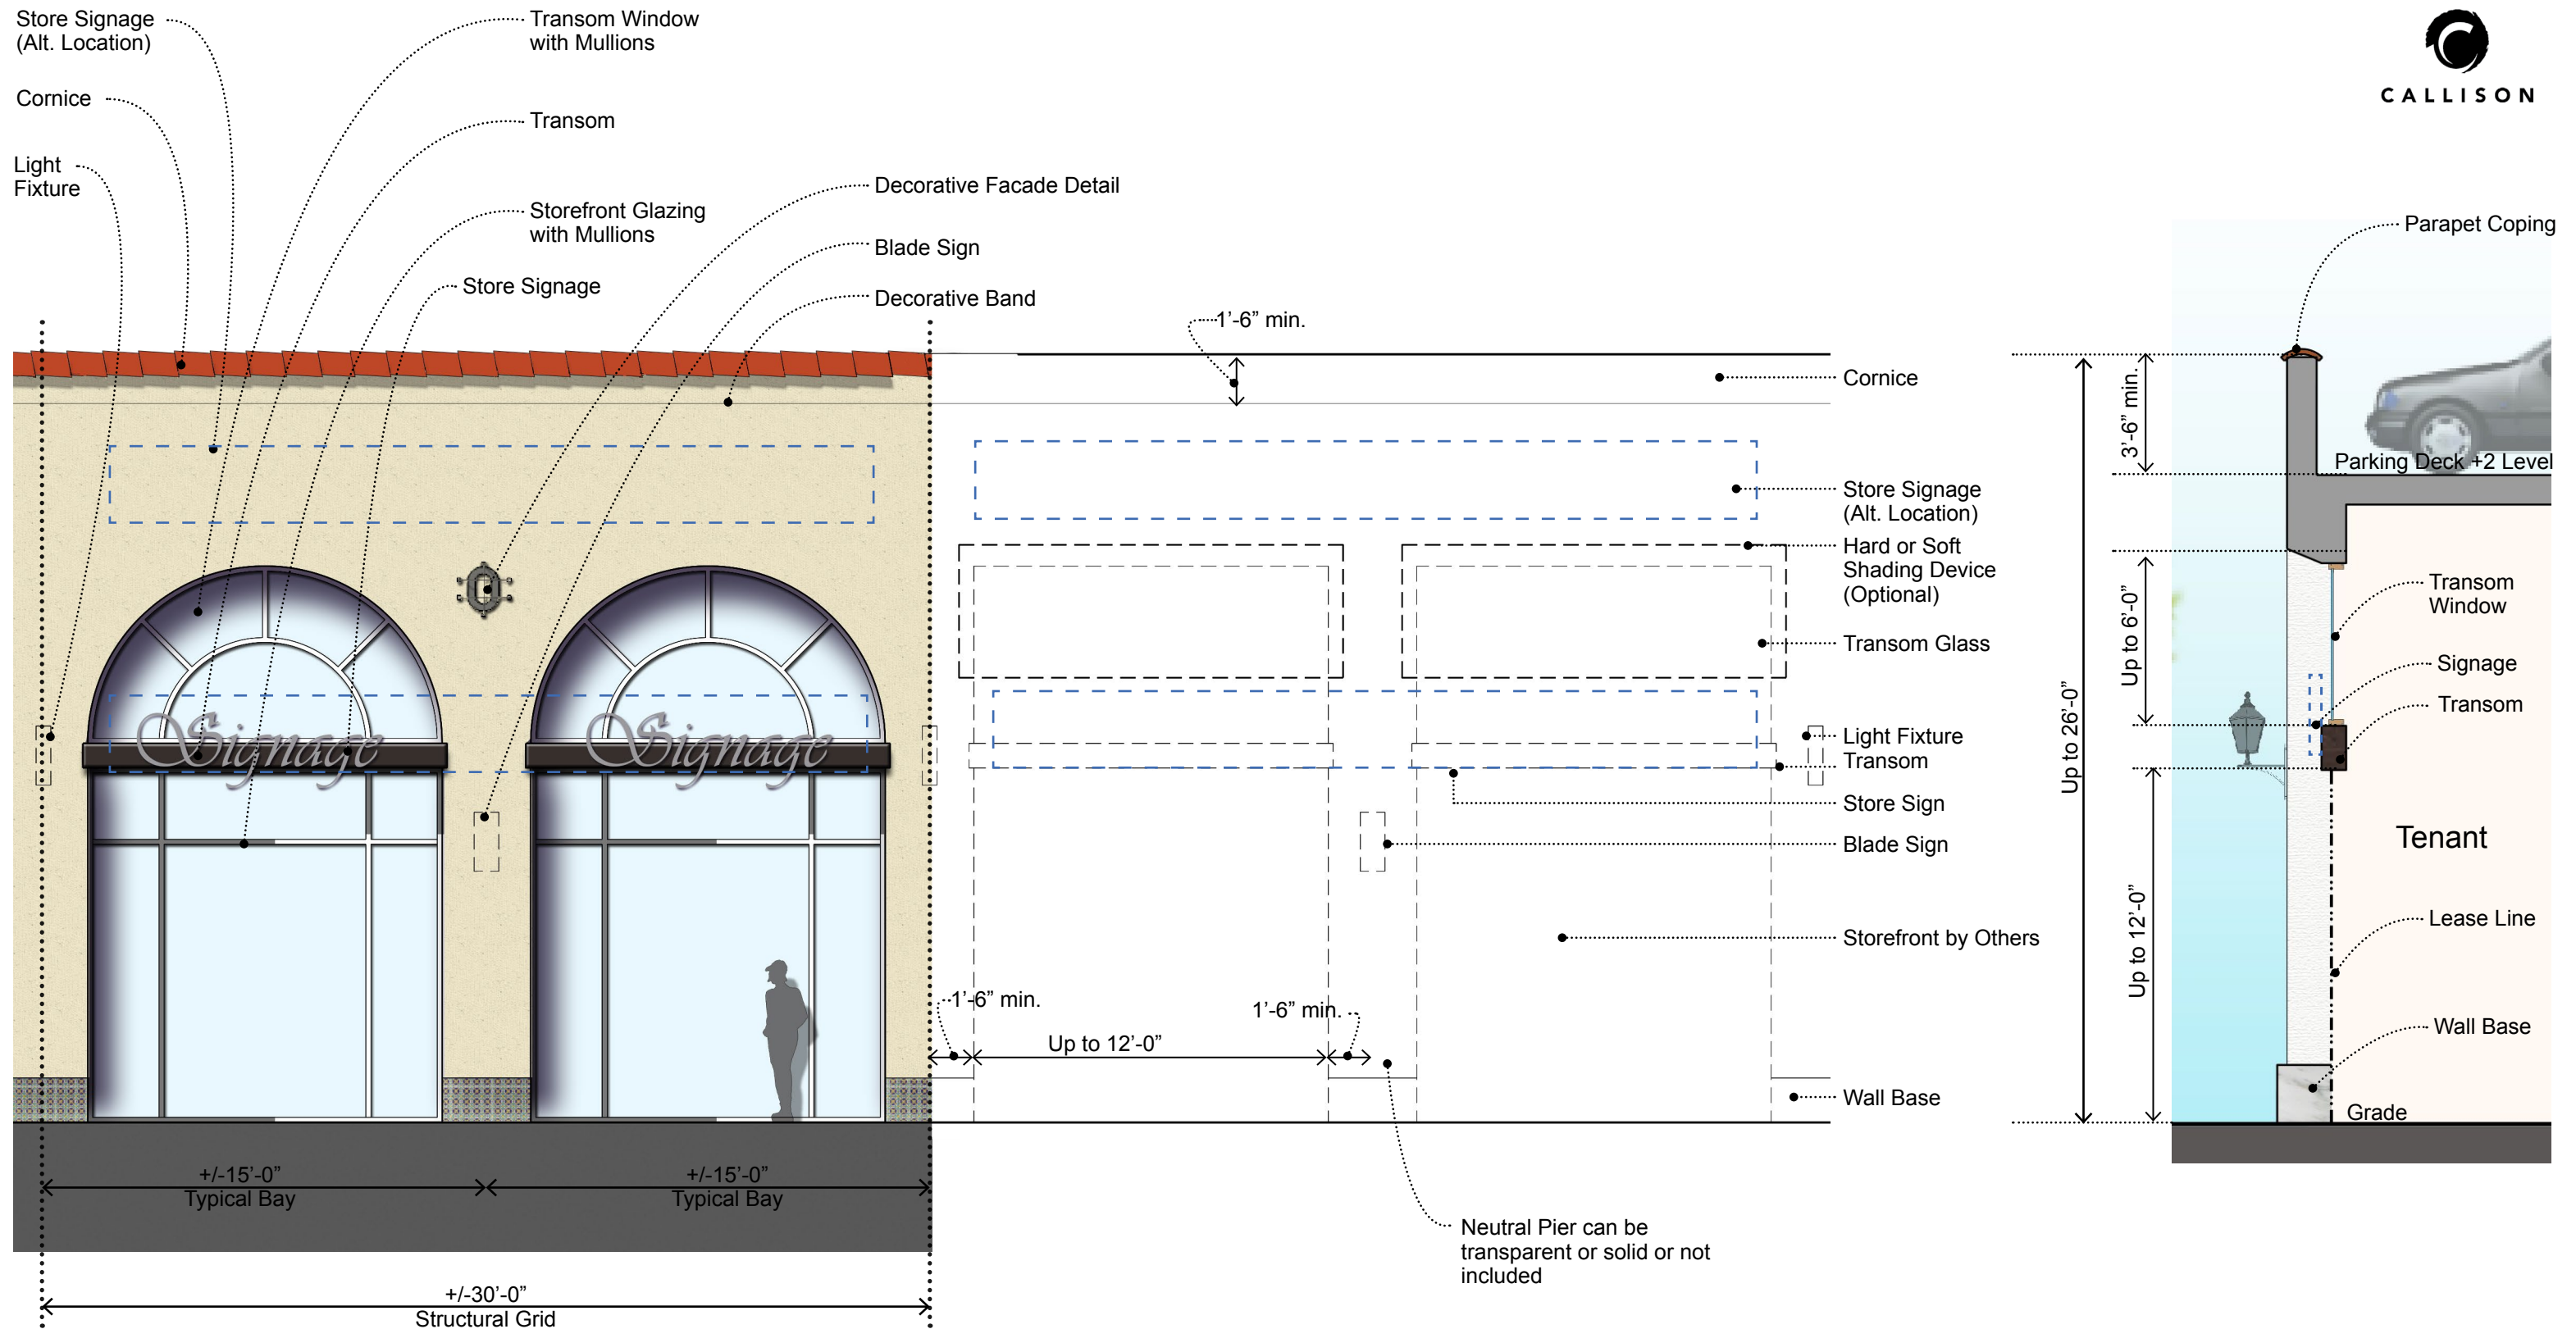 Store Signage
(Alt. Location)
Cornice
Light
Fixture
Transom Window
with Mullions
Transom
Storefront Glazing
with Mullions
Store Signage
Decorative Facade Detail
Blade Sign
Decorative Band
CALLISON
1’-6” min.
Cornice
Store Signage
(Alt. Location)
Hard or Soft
Shading Device
(Optional)
Transom Glass
Light Fixture
Transom
Store Sign
Blade Sign
Storefront by Others
Wall Base
Signage
Signage
1’-6” min.
1’-6” min.
Up to 12’-0”
+/-15’-0”
Typical Bay
+/-15’-0”
Typical Bay
+/-30’-0”
Structural Grid
Neutral Pier can be
transparent or solid or not
included
Up to 26’-0”
3’-6” min.
Up to 6’-0”
Up to 12’-0”
Parapet Coping
Parking Deck +2 Level
Transom
Window
Signage
Transom
Tenant
Lease Line
Wall Base
Grade